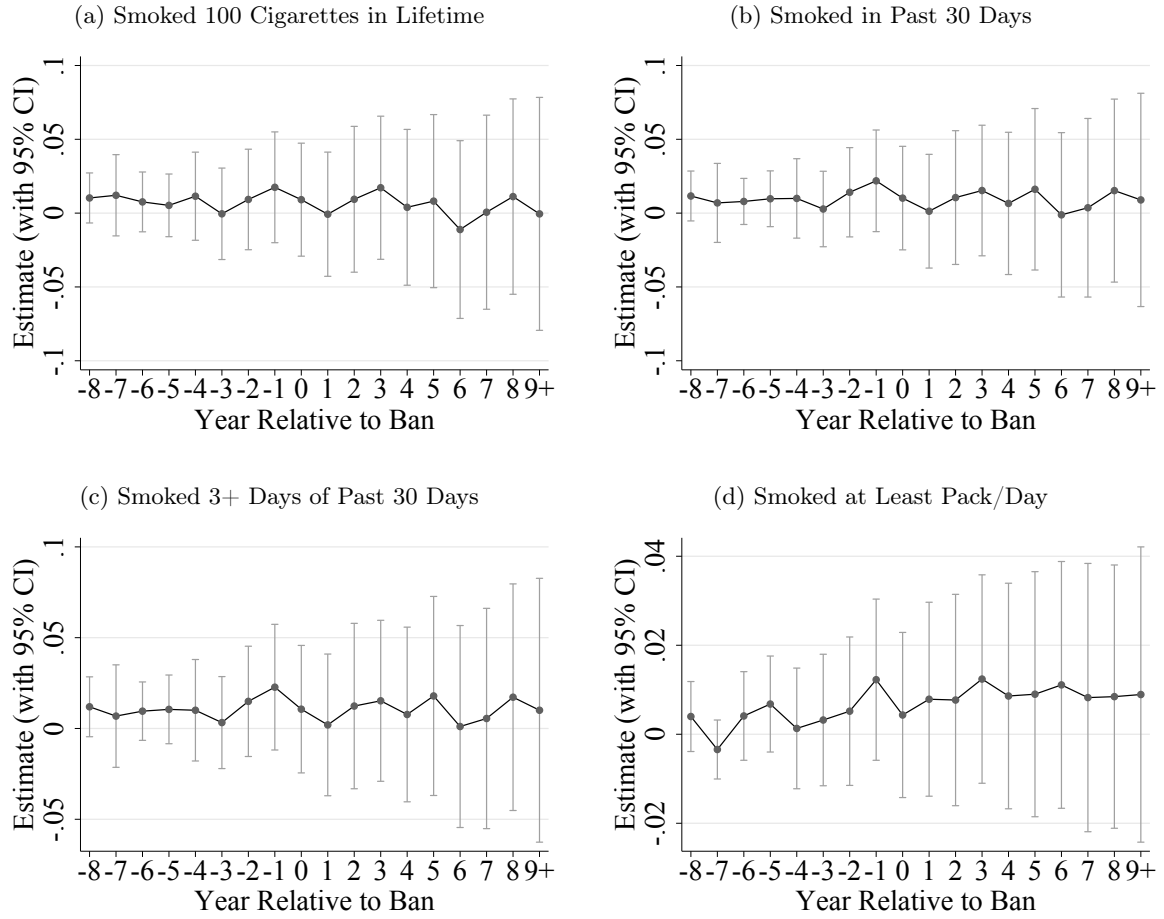 (a) Smoked 100 Cigarettes in Lifetime
Estimate (with 95% CI)
.1
.05
0
-.05
-.1
-8 -7 -6 -5 -4 -3 -2 -1 0 1 2 3 4 5 6 7 8 9+
Year Relative to Ban
(b) Smoked in Past 30 Days
Estimate (with 95% CI)
.1
.05
0
-.05
-.1
-8 -7 -6 -5 -4 -3 -2 -1 0 1 2 3 4 5 6 7 8 9+
Year Relative to Ban
(c) Smoked 3+ Days of Past 30 Days
Estimate (with 95% CI)
.1
.05
0
-.05
-8 -7 -6 -5 -4 -3 -2 -1 0 1 2 3 4 5 6 7 8 9+
Year Relative to Ban
(d) Smoked at Least Pack/Day
Estimate (with 95% CI)
.04
.02
0
-.02
-8 -7 -6 -5 -4 -3 -2 -1 0 1 2 3 4 5 6 7 8 9+
Year Relative to Ban